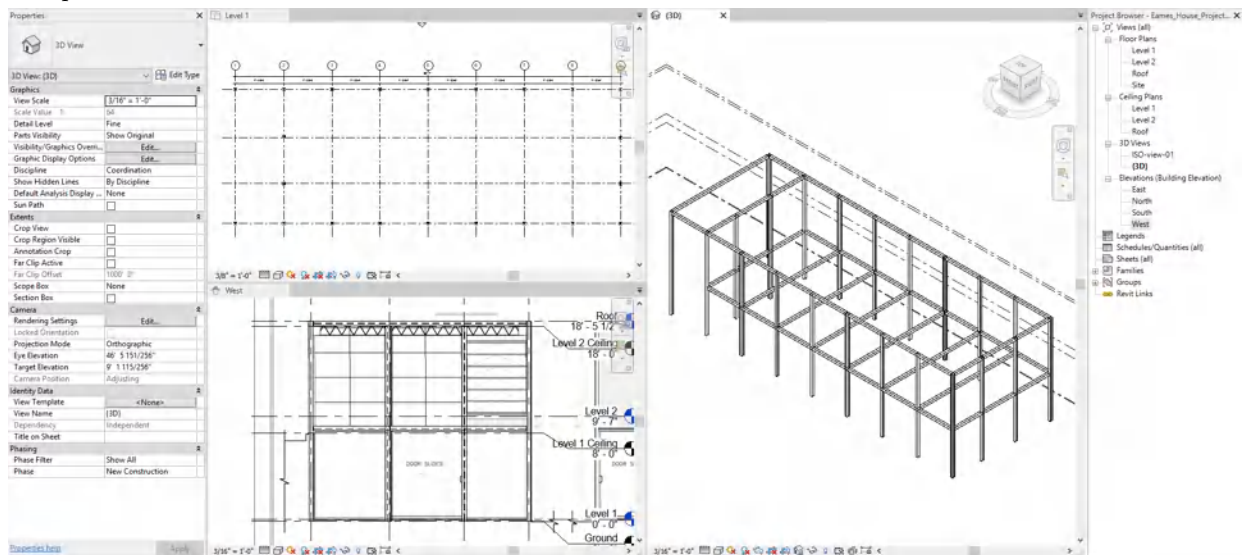 Properties
3D View
3D View: {3D}
Edit Type
Graphics
View Scale 3/16" = 1'-0"
Scale Value 1: 64
Detail Level Fine
Parts Visibility Show Original
Visibility/Graphics Overri... Edit...
Graphic Display Options Edit...
Discipline Coordination
Show Hidden Lines By Discipline
Default Analysis Display ... None
Sun Path
Extents
Crop View
Crop Region Visible
Annotation Crop
Far Clip Active
Far Clip Offset 1000' 0"
Scope Box None
Section Box
Camera
Rendering Settings Edit...
Locked Orientation
Projection Mode Orthographic
Eye Elevation 46' 5 151/256"
Target Elevation 9' 1 115/256"
Camera Position Adjusting
Identity Data
View Template <None>
View Name {3D}
Dependency Independent
Title on Sheet
Phasing
Phase Filter Show All
Phase New Construction
Properties help
Apply
Level 1
3/8" = 1'-0"
West
Roof
18' - 5 1/2"
Level 2 Ceiling
18' - 0"
Level 2
9' - 7"
Level 1 Ceiling
8' - 0"
DOOR SLIDES
DOOR S
Level 1
0' - 0"
Ground
3/16" = 1'-0"
{3D}
3/16" = 1'-0"
Project Browser - Eames_House_Project...
Views (all)
Floor Plans
Level 1
Level 2
Roof
Site
Ceiling Plans
Level 1
Level 2
Roof
3D Views
ISO-view-01
{3D}
Elevations (Building Elevation)
East
North
South
West
Legends
Schedules/Quantities (all)
Sheets (all)
Families
Groups
Revit Links